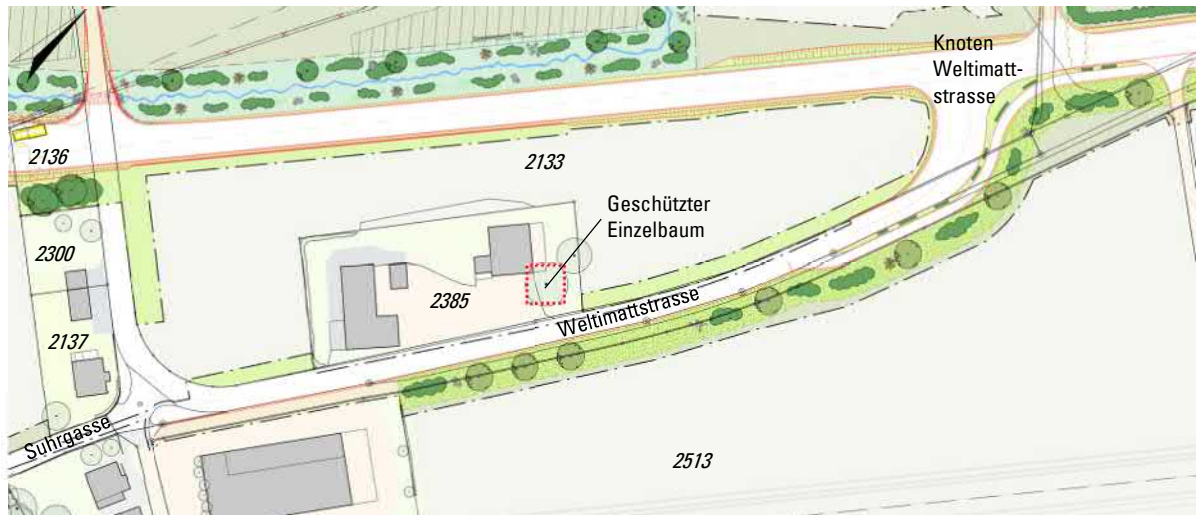 Knoten
Weltimatt-
strasse
2136
2133
Geschützter
Einzelbaum
2300
2385
Weltimattstrasse
2137
Suhrgasse
2513